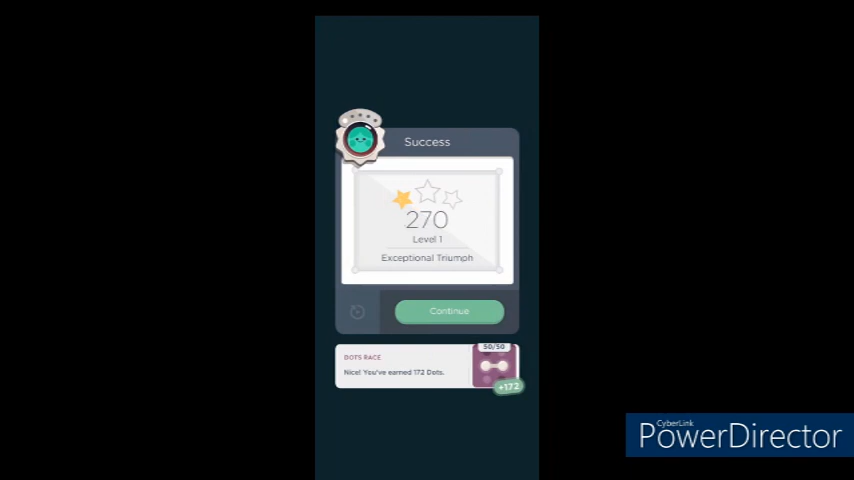 Success
270
Level 1
Exceptional Triumph
Continue
DOTS RACE
50/50
Nice! You've earned 172 Dots.
+172
CyberLink
PowerDirector